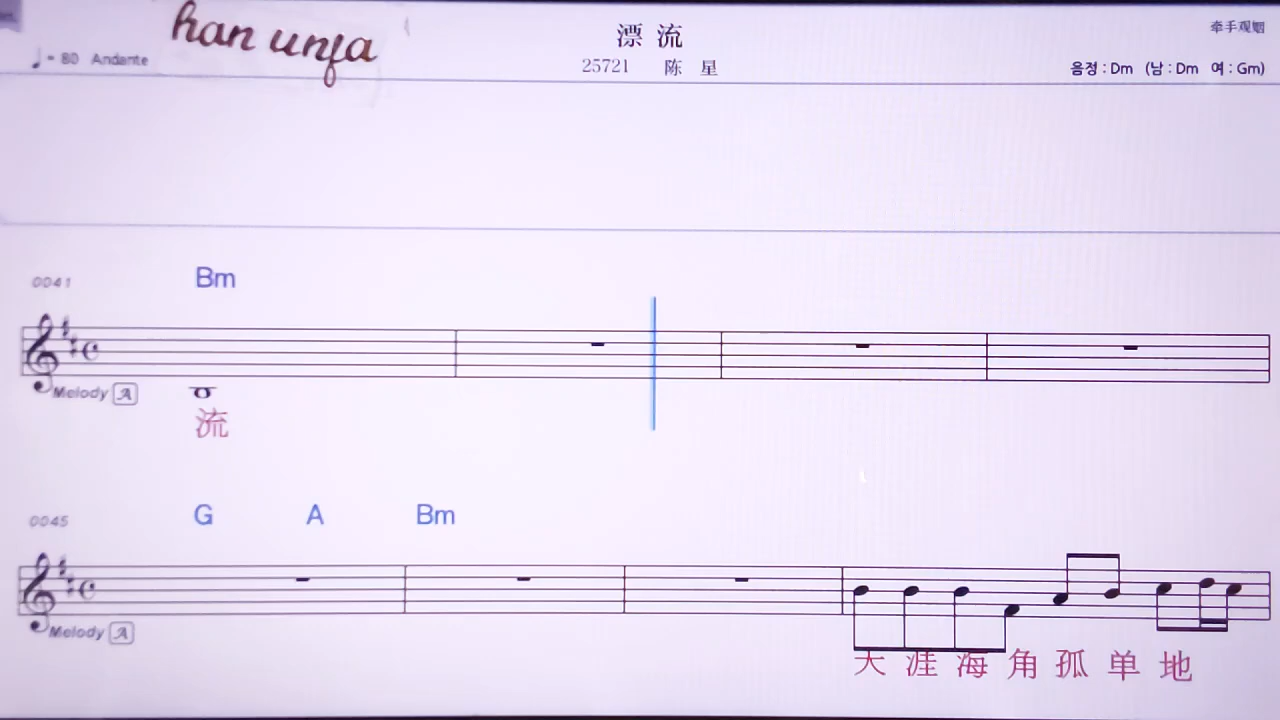 han unfa
漂流
牵手观姻
♩= 80 Andante
25721 陈星
음정 : Dm (남 : Dm 여 : Gm)
0041 Bm
Melody A
流
0045 G A Bm
Melody A
天涯海角孤单地